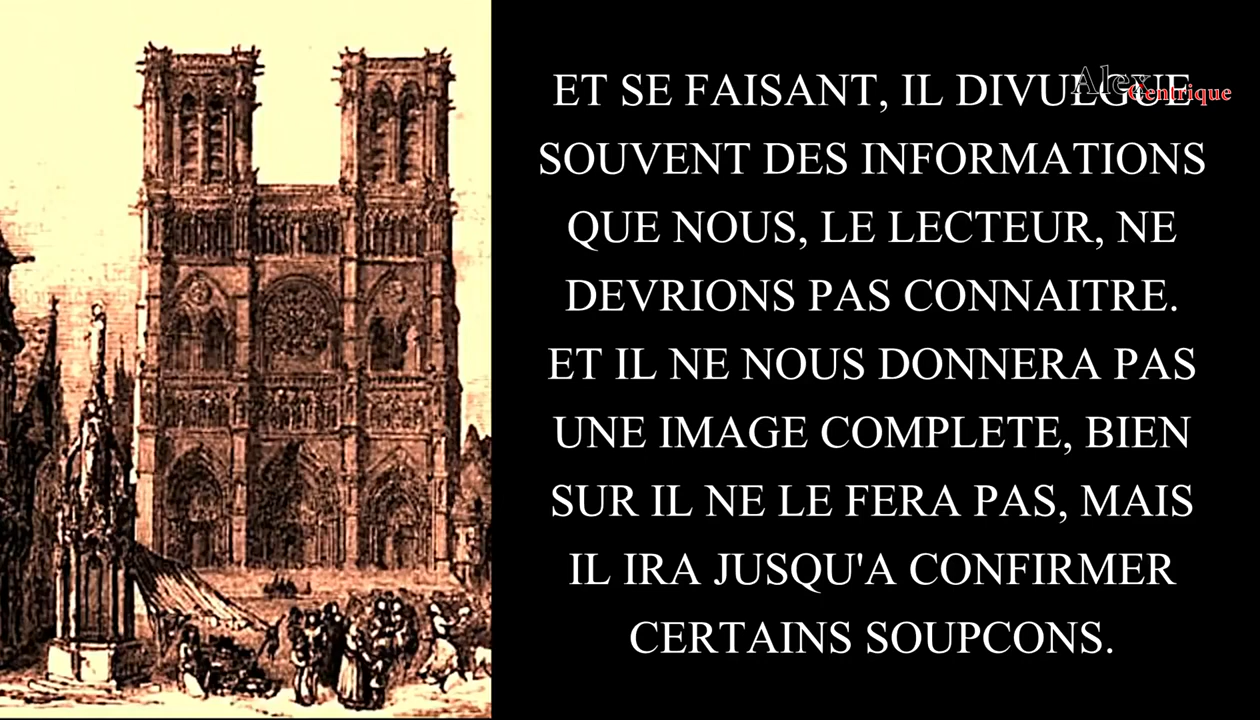 ET SE FAISANT, IL DIVULGUE
Alex
Centrique
SOUVENT DES INFORMATIONS
QUE NOUS, LE LECTEUR, NE
DEVRIONS PAS CONNAITRE.
ET IL NE NOUS DONNERA PAS
UNE IMAGE COMPLETE, BIEN
SUR IL NE LE FERA PAS, MAIS
IL IRA JUSQU'A CONFIRMER
CERTAINS SOUPCONS.